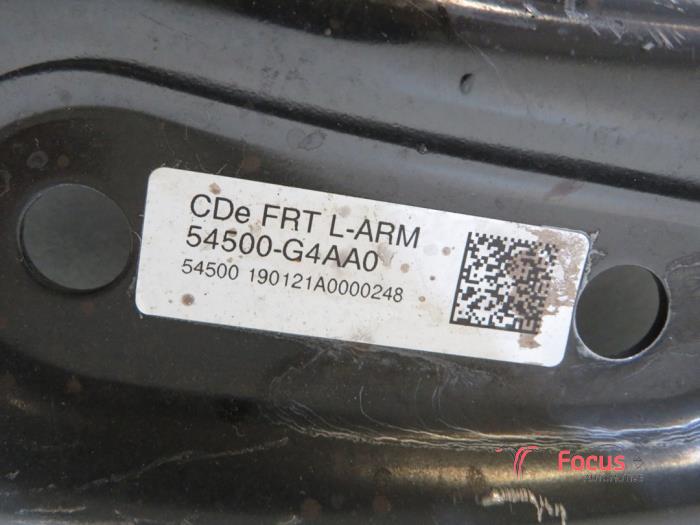 CDe FRT L-ARM
54500-G4AA0
54500 190121A0000248
Focus